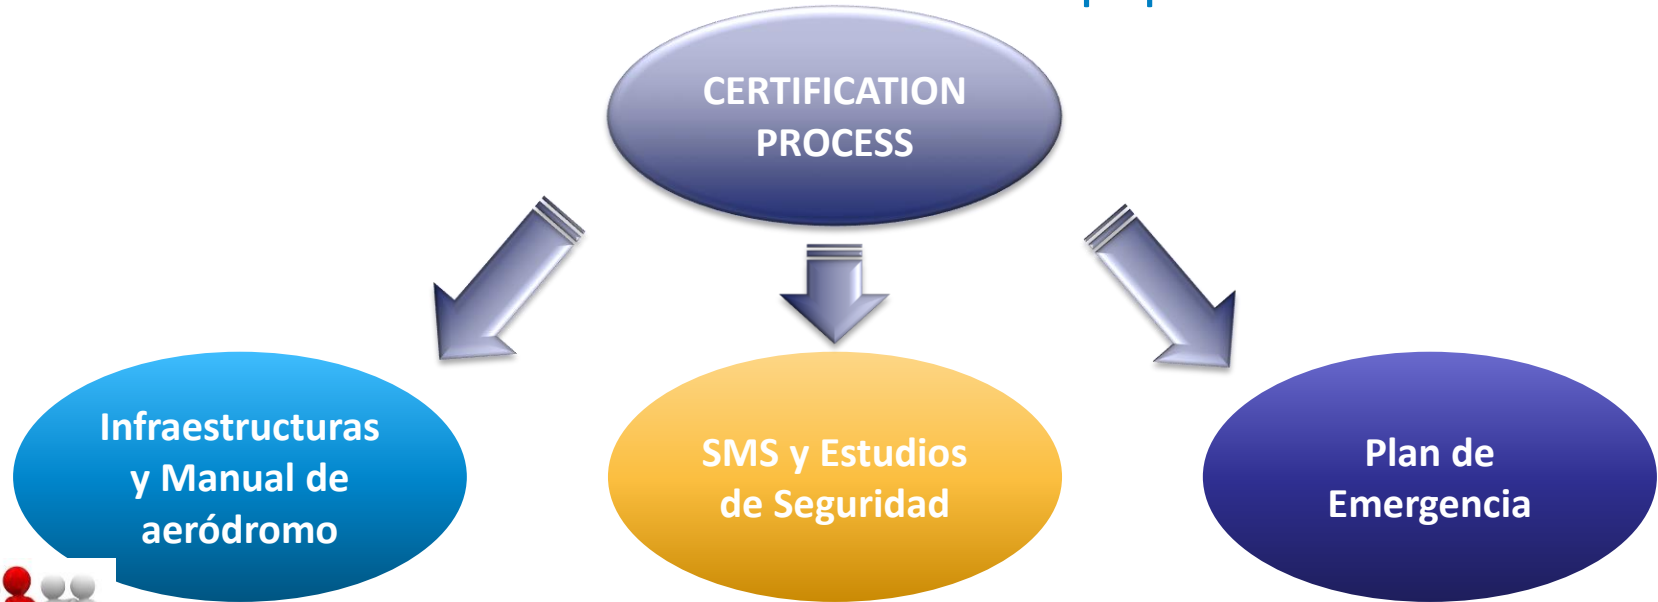 CERTIFICATION
PROCESS
Infraestructuras
y Manual de
aeródromo
SMS y Estudios
de Seguridad
Plan de
Emergencia